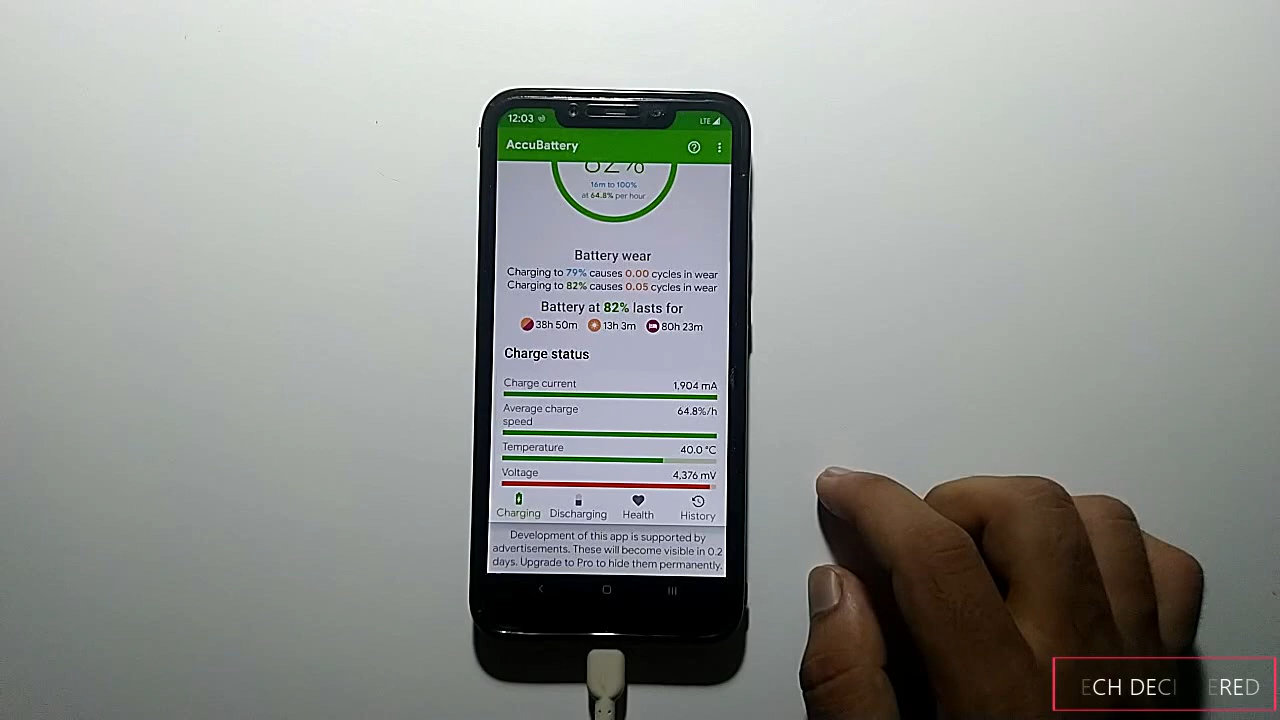 12:03
LTE
AccuBattery
82%
16m to 100%
at 64.8% per hour
Battery wear
Charging to 79% causes 0.00 cycles in wear
Charging to 82% causes 0.05 cycles in wear
Battery at 82% lasts for
38h 50m 13h 3m 80h 23m
Charge status
Charge current 1,904 mA
Average charge speed 64.8%/h
Temperature 40.0 °C
Voltage 4,376 mV
Charging Discharging Health History
Development of this app is supported by
advertisements. These will become visible in 0.2
days. Upgrade to Pro to hide them permanently.
ECH DECI ERED